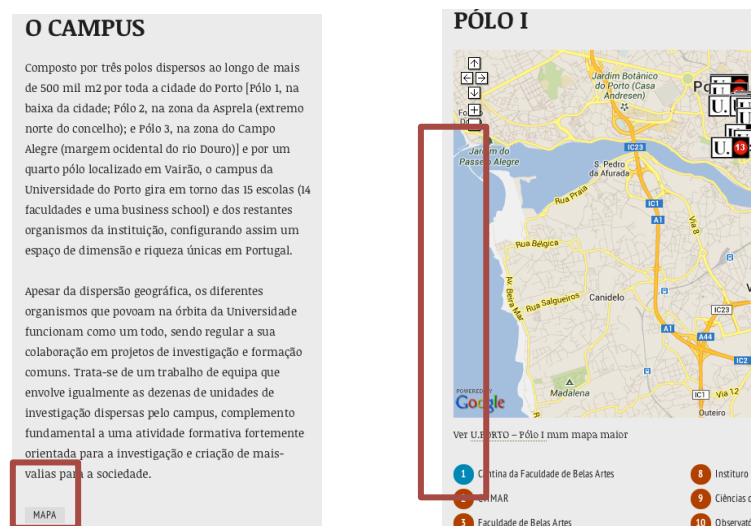 O CAMPUS
Composto por três polos dispersos ao longo de mais
de 500 mil m2 por toda a cidade do Porto [Pólo 1, na
baixa da cidade; Pólo 2, na zona da Asprela (extremo
norte do concelho); e Pólo 3, na zona do Campo
Alegre (margem ocidental do rio Douro)] e por um
quarto pólo localizado em Vairão, o campus da
Universidade do Porto gira em torno das 15 escolas (14
faculdades e uma business school) e dos restantes
organismos da instituição, configurando assim um
espaço de dimensão e riqueza únicas em Portugal.
Apesar da dispersão geográfica, os diferentes
organismos que povoam na órbita da Universidade
funcionam como um todo, sendo regular a sua
colaboração em projetos de investigação e formação
comuns. Trata-se de um trabalho de equipa que
envolve igualmente as dezenas de unidades de
investigação dispersas pelo campus, complemento
fundamental a uma atividade formativa fortemente
orientada para a investigação e criação de mais-
valias para a sociedade.
MAPA
PÓLO I
Jardim Botânico
do Porto (Casa
Andresen)
Jardim do
Passeio Alegre
S. Pedro
da Afurada
IC23
U.
U.
U. 13
Rua Praia
IC1
A1
Via 8
Rua Bélgica
Av. Beira Mar
Rua Salgueiros
Canidelo
IC23
A1
A44
IC2
POWERED BY
Google
Madalena
IC1
Via 12
Outeiro
Ver U.PORTO – Pólo I num mapa maior
1 Cantina da Faculdade de Belas Artes
8 Instituro
2
9 Ciências
3 Faculdade de Belas Artes
10 Observató